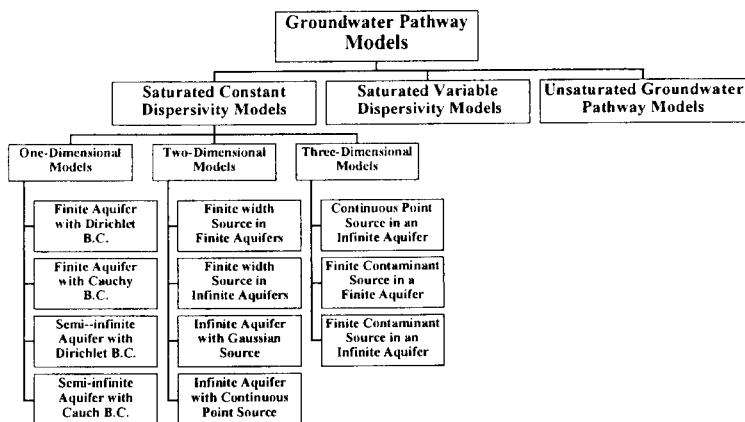 Groundwater Pathway
Models
Saturated Constant
Dispersivity Models
Saturated Variable
Dispersivity Models
Unsaturated Groundwater
Pathway Models
One-Dimensional
Models
Two-Dimensional
Models
Three-Dimensional
Models
Finite Aquifer
with Dirichlet
B.C.
Finite Aquifer
with Cauchy
B.C.
Semi--infinite
Aquifer with
Dirichlet B.C.
Semi-infinite
Aquifer with
Cauch B.C.
Finite width
Source in
Finite Aquifers
Finite width
Source in
Infinite Aquifers
Infinite Aquifer
with Gaussian
Source
Infinite Aquifer
with Continuous
Point Source
Continuous Point
Source in an
Infinite Aquifer
Finite Contaminant
Source in a
Finite Aquifer
Finite Contaminant
Source in an
Infinite Aquifer